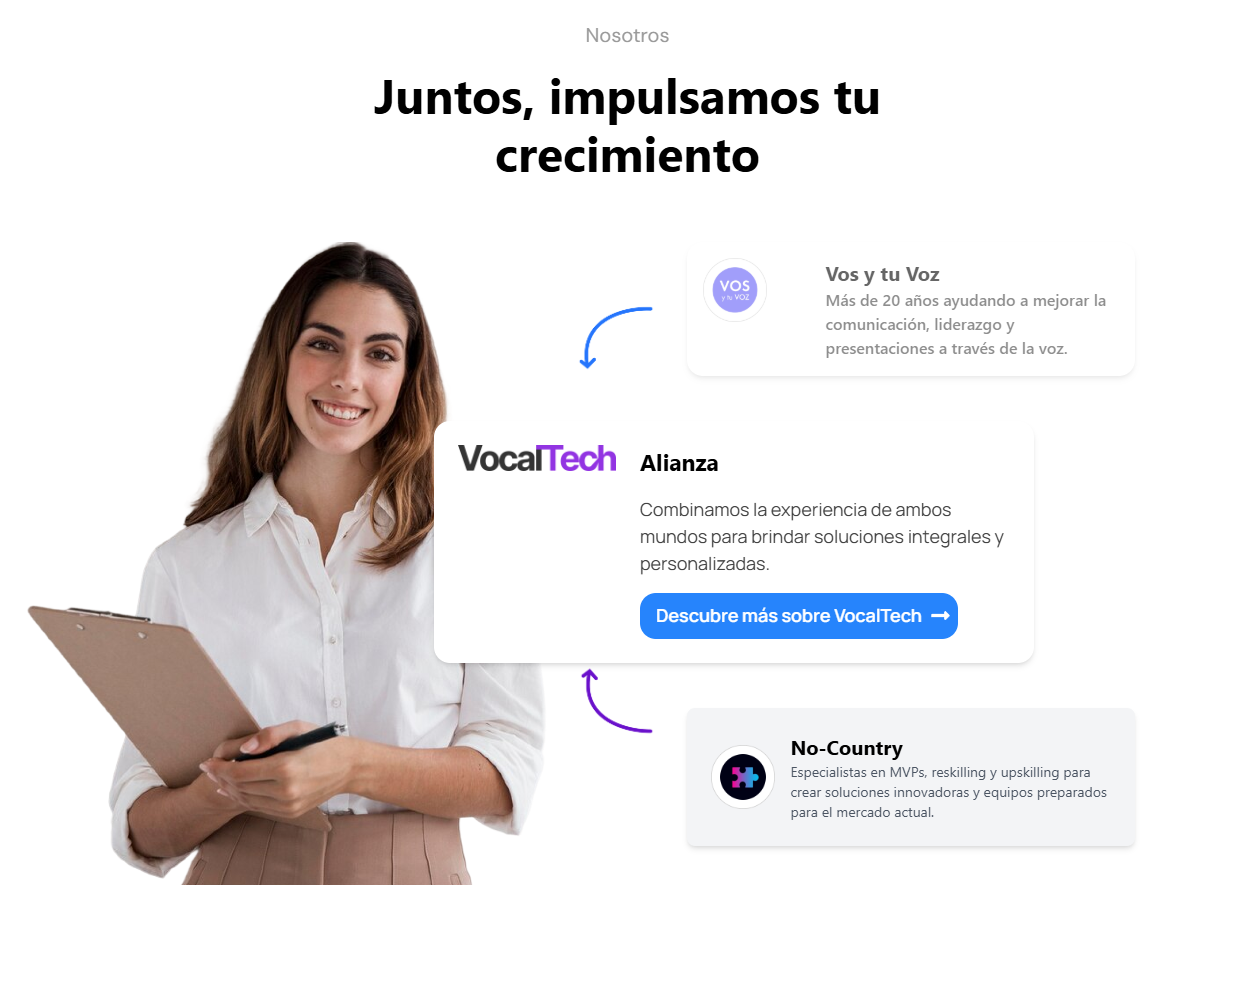 Nosotros
Juntos, impulsamos tu
crecimiento
VOS
y tu VOZ
Vos y tu Voz
Más de 20 años ayudando a mejorar la
comunicación, liderazgo y
presentaciones a través de la voz.
VocalTech
Alianza
Combinamos la experiencia de ambos
mundos para brindar soluciones integrales y
personalizadas.
Descubre más sobre VocalTech
No-Country
Especialistas en MVPs, reskilling y upskilling para
crear soluciones innovadoras y equipos preparados
para el mercado actual.